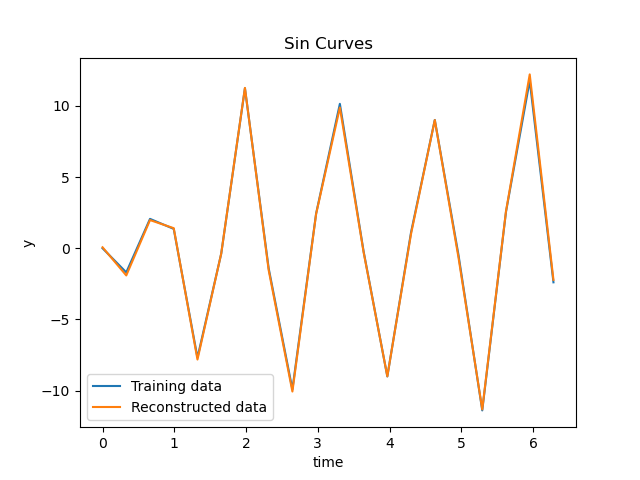 Sin Curves
y
10
5
0
−5
−10
Training data
Reconstructed data
0 1 2 3 4 5 6
time